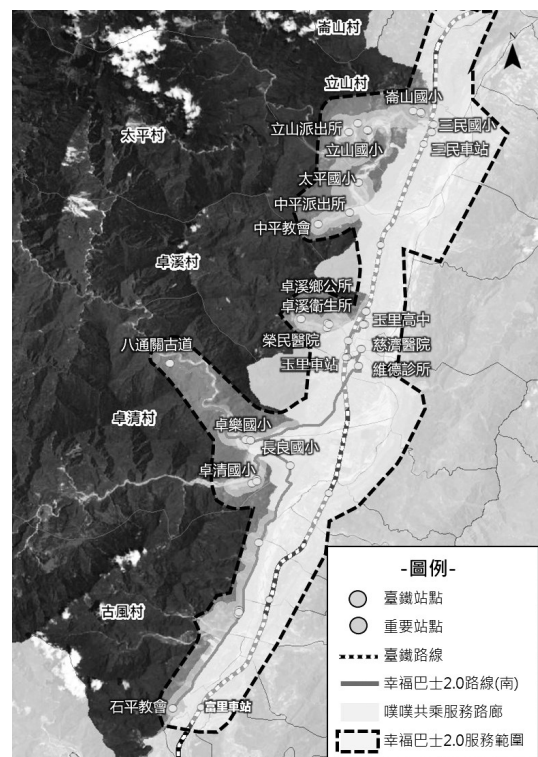 崙山村
N
立山村
崙山國小
太平村
立山派出所
三民國小
立山國小
三民車站
太平國小
中平派出所
中平教會
卓溪村
卓溪鄉公所
卓溪衛生所
玉里高中
八通關古道
榮民醫院
慈濟醫院
玉里車站
維德診所
卓清村
卓樂國小
長良國小
卓清國小
古風村
石平教會
富里車站
-圖例-
臺鐵站點
重要站點
臺鐵路線
幸福巴士2.0路線(南)
噗噗共乘服務路廊
幸福巴士2.0服務範圍